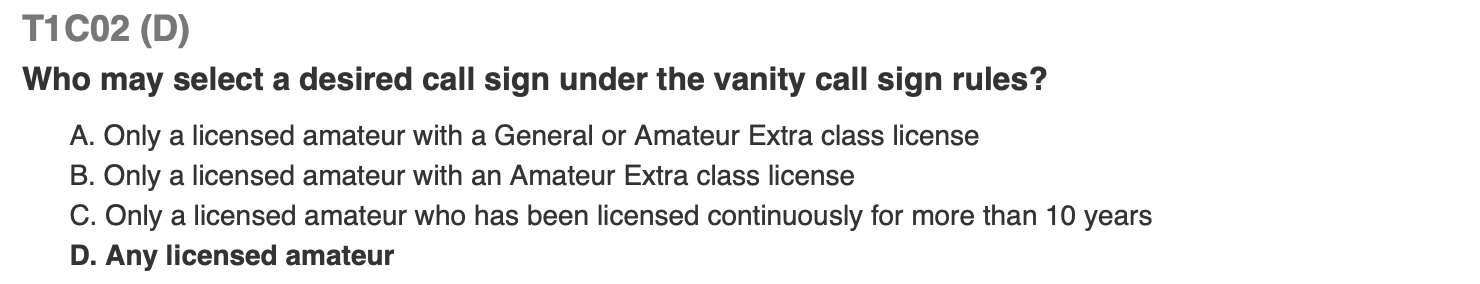 T1C02 (D)
Who may select a desired call sign under the vanity call sign rules?
A. Only a licensed amateur with a General or Amateur Extra class license
B. Only a licensed amateur with an Amateur Extra class license
C. Only a licensed amateur who has been licensed continuously for more than 10 years
D. Any licensed amateur